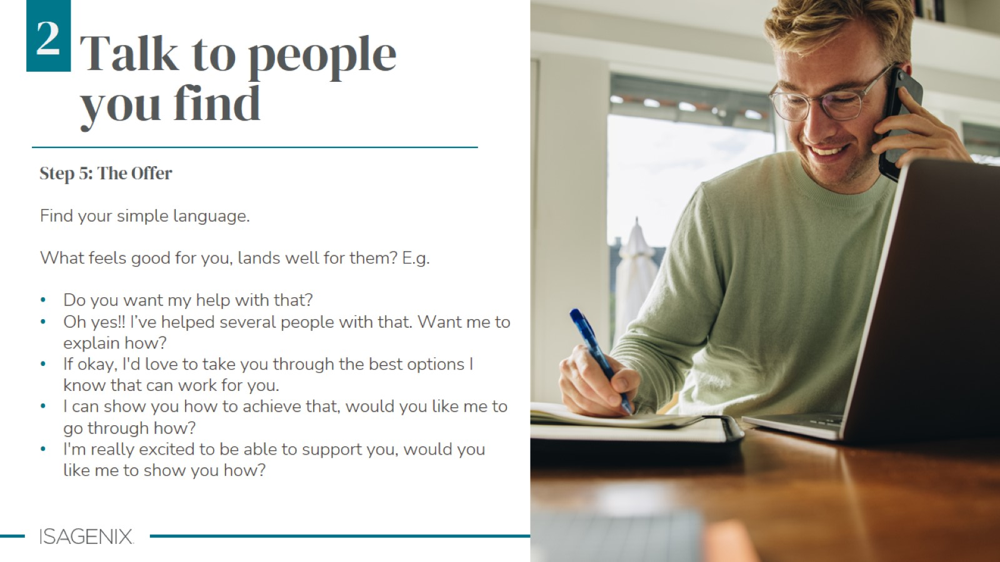 2
Talk to people
you find
Step 5: The Offer
Find your simple language.
What feels good for you, lands well for them? E.g.
• Do you want my help with that?
• Oh yes!! I’ve helped several people with that. Want me to
explain how?
• If okay, I'd love to take you through the best options I
know that can work for you.
• I can show you how to achieve that, would you like me to
go through how?
• I'm really excited to be able to support you, would you
like me to show you how?
ISAGENIX